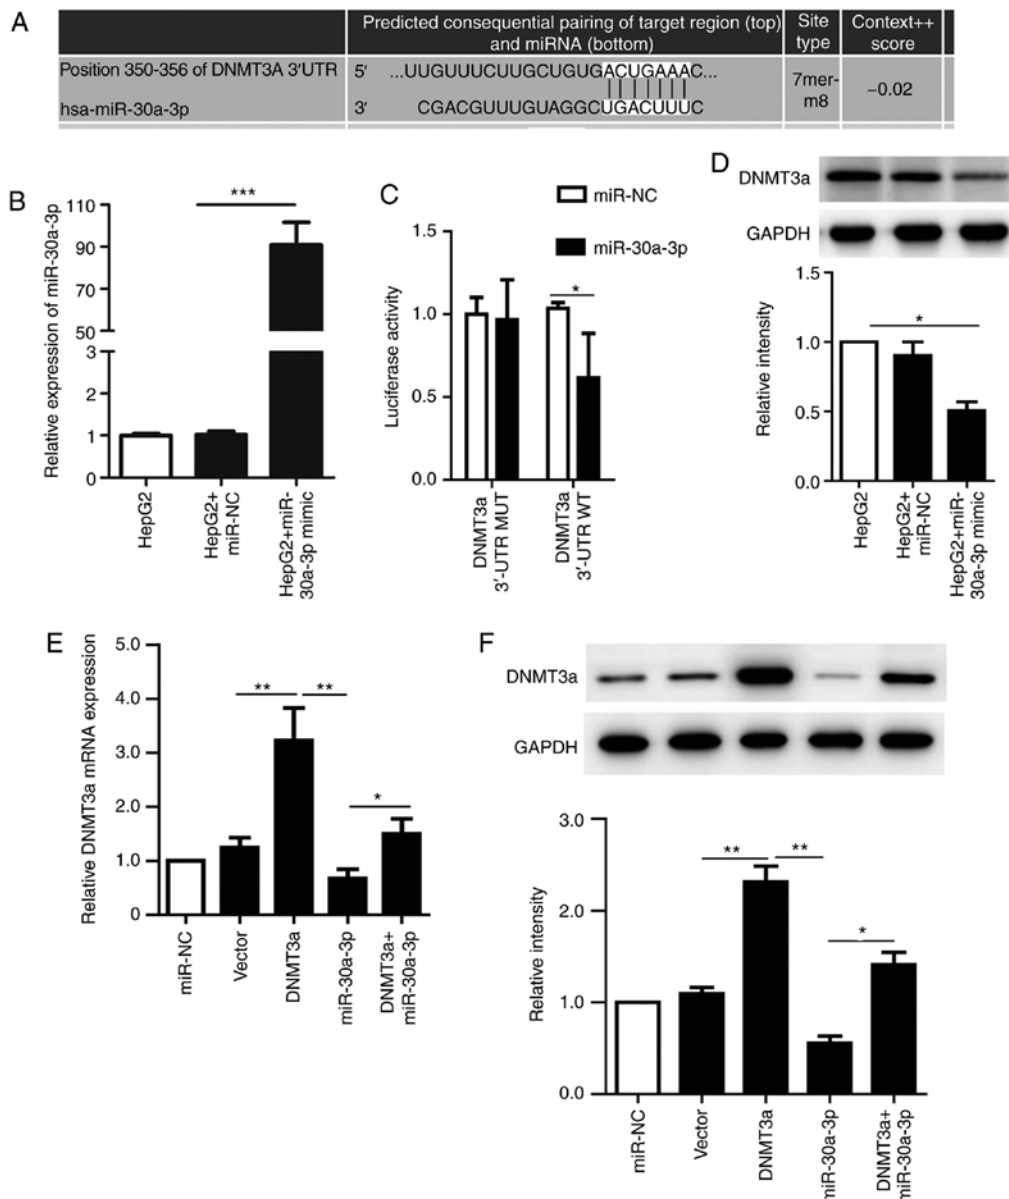 A
Predicted consequential pairing of target region (top) and miRNA (bottom)
Site type
Context++ score
Position 350-356 of DNMT3A 3′UTR
5′ ...UUGUUUCUUGCUGUGACUGAAAC...
hsa-miR-30a-3p
3′ CGACGUUUGUAGGCUGACUUUC
7mer-m8
−0.02
B
Relative expression of miR-30a-3p
110
90
70
50
3
2
1
0
***
HepG2
HepG2+
miR-NC
HepG2+miR-
30a-3p mimic
C
miR-NC
miR-30a-3p
Luciferase activity
1.5
1.0
0.5
0.0
*
DNMT3a
3′-UTR MUT
DNMT3a
3′-UTR WT
D
DNMT3a
GAPDH
Relative intensity
1.5
1.0
0.5
0.0
*
HepG2
HepG2+
miR-NC
HepG2+miR-
30a-3p mimic
E
Relative DNMT3a mRNA expression
5.0
4.0
3.0
2.0
1.0
0
**
**
*
miR-NC
Vector
DNMT3a
miR-30a-3p
DNMT3a+
miR-30a-3p
F
DNMT3a
GAPDH
Relative intensity
3.0
2.0
1.0
0.0
**
**
*
miR-NC
Vector
DNMT3a
miR-30a-3p
DNMT3a+
miR-30a-3p